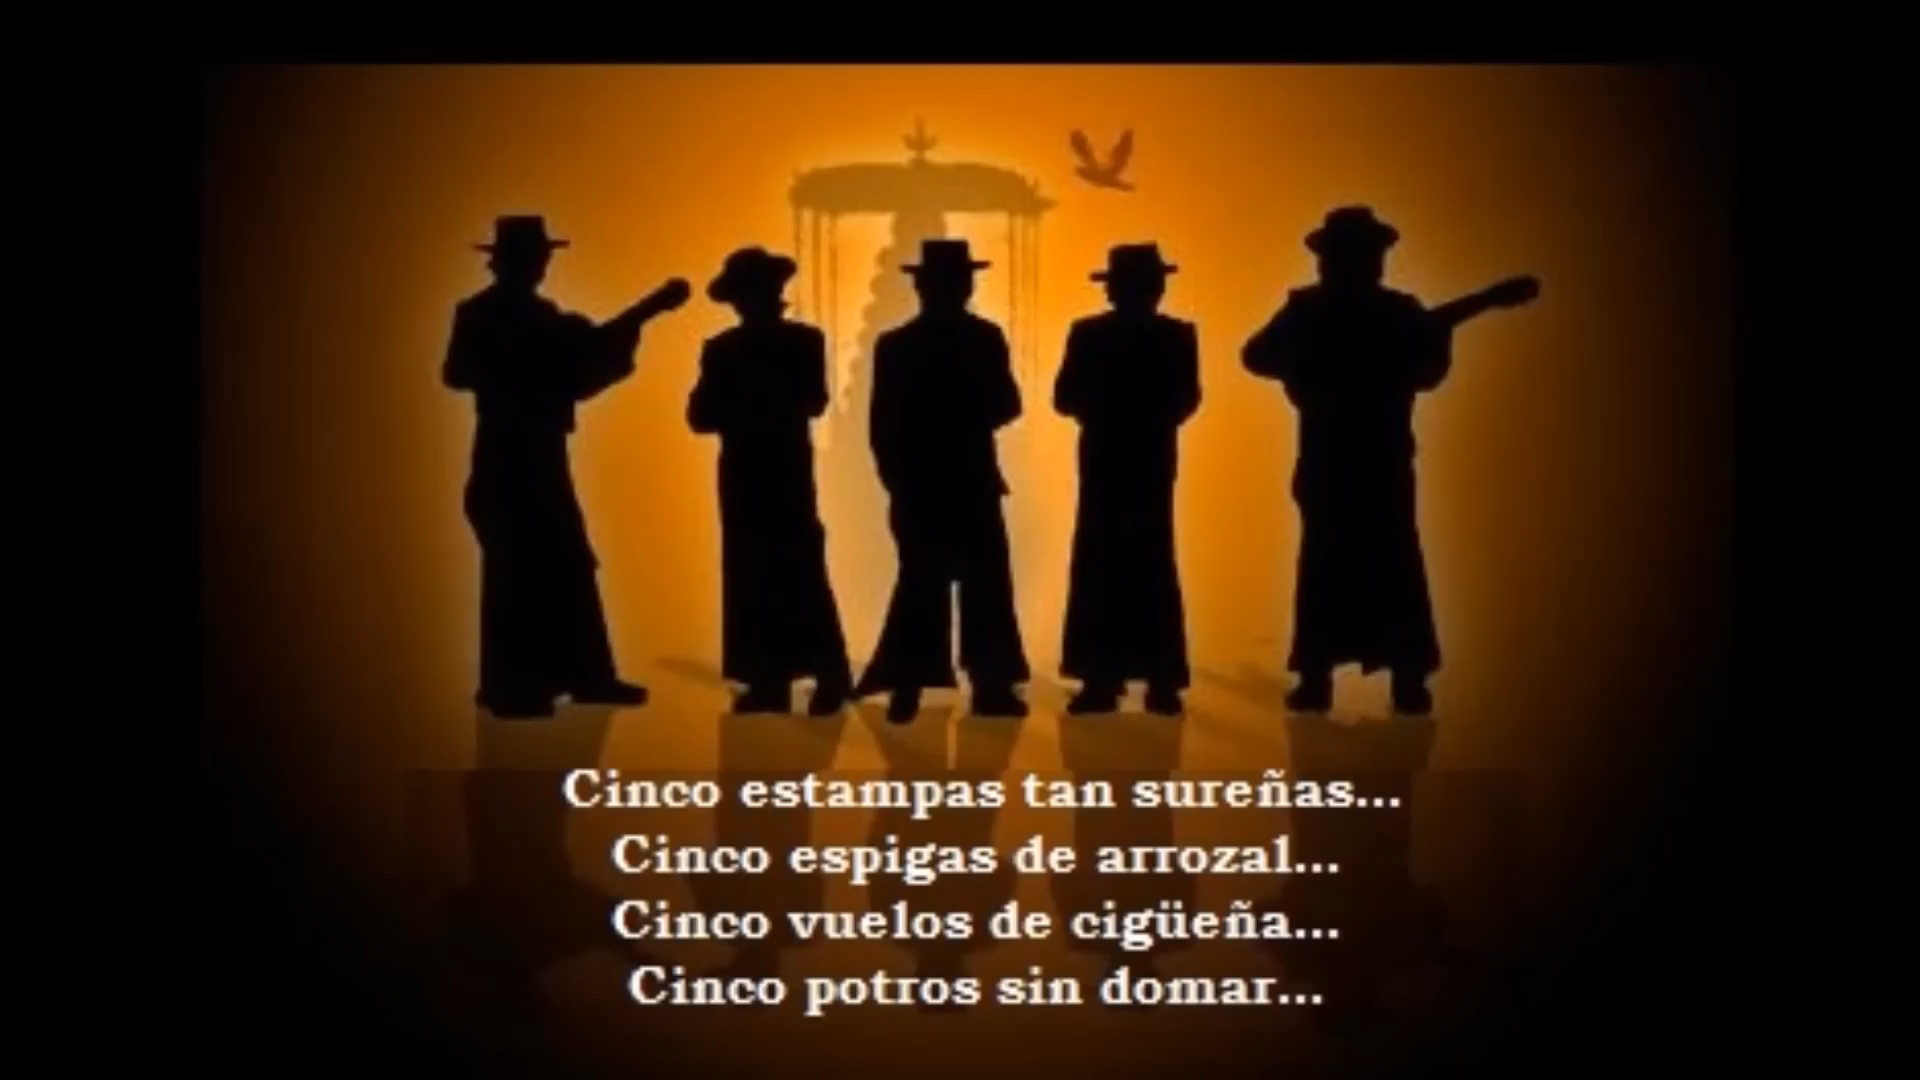 Cinco estampas tan sureñas...
Cinco espigas de arrozal...
Cinco vuelos de cigüeña...
Cinco potros sin domar...